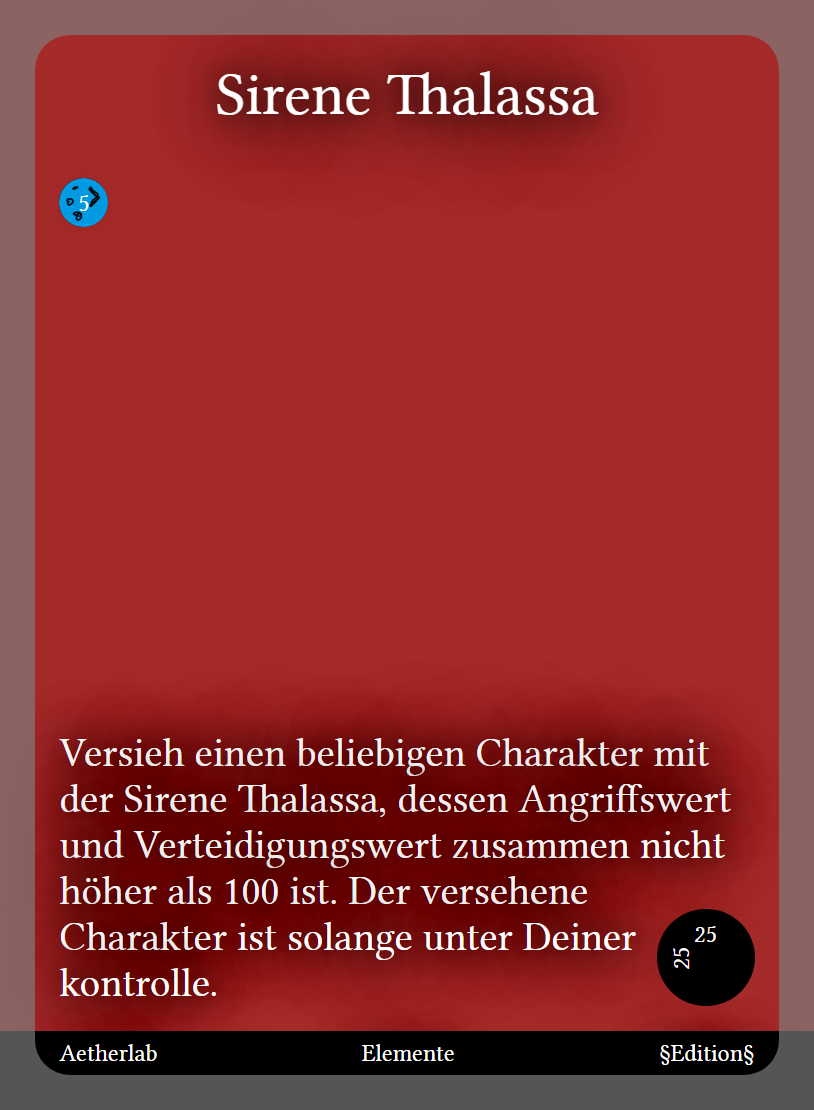 Sirene Thalassa
5
Versieh einen beliebigen Charakter mit
der Sirene Thalassa, dessen Angriffswert
und Verteidigungswert zusammen nicht
höher als 100 ist. Der versehene
Charakter ist solange unter Deiner
kontrolle.
25
25
Aetherlab Elemente §Edition§